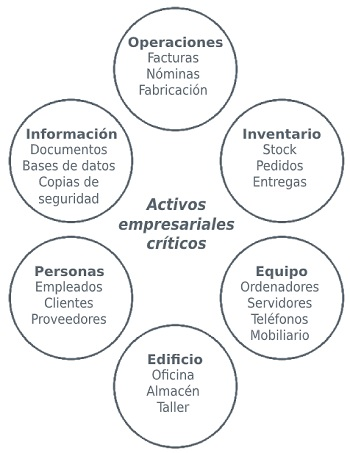 Operaciones
Facturas
Nóminas
Fabricación
Información
Documentos
Bases de datos
Copias de
seguridad
Inventario
Stock
Pedidos
Entregas
Activos
empresariales
críticos
Personas
Empleados
Clientes
Proveedores
Equipo
Ordenadores
Servidores
Teléfonos
Mobiliario
Edificio
Oficina
Almacén
Taller